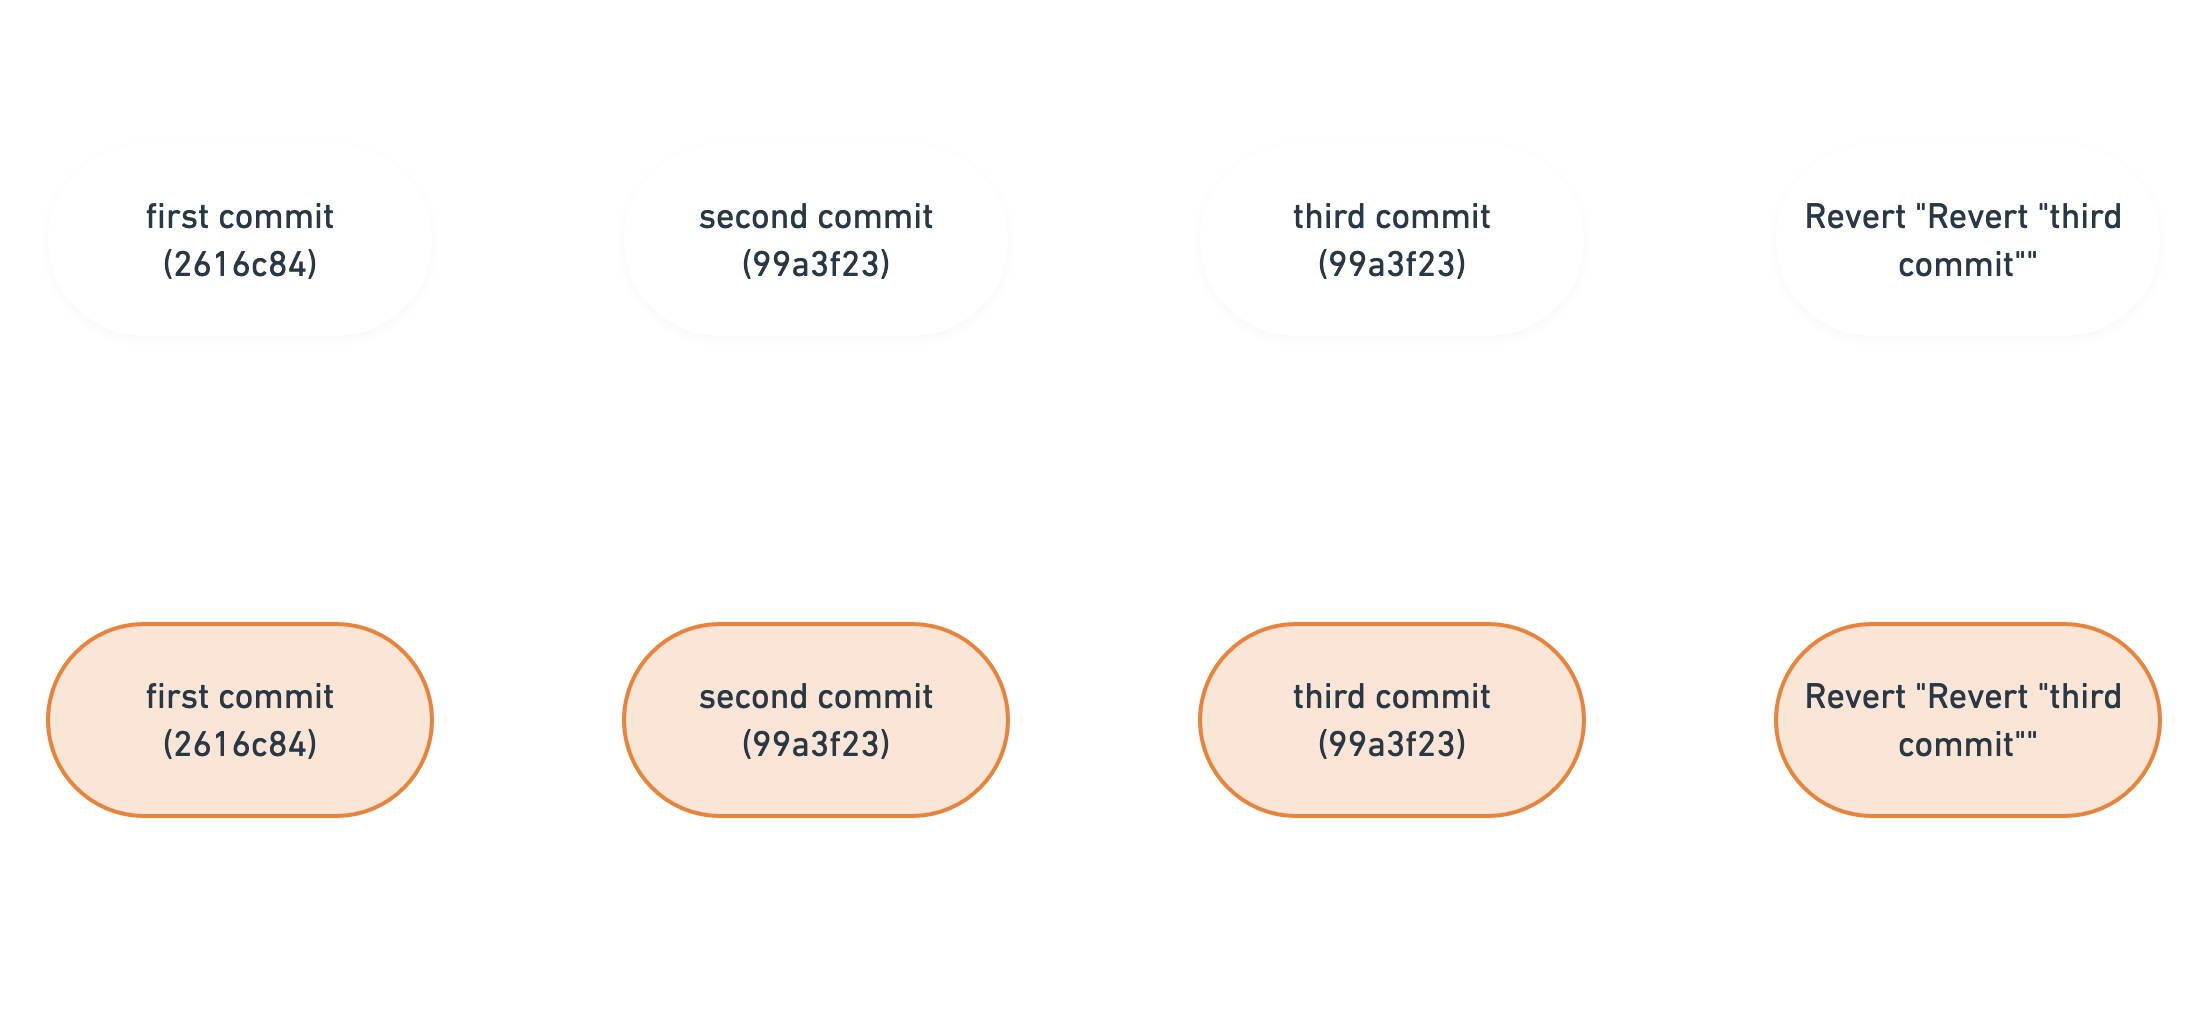 first commit
(2616c84)
second commit
(99a3f23)
third commit
(99a3f23)
Revert "Revert "third
commit""
first commit
(2616c84)
second commit
(99a3f23)
third commit
(99a3f23)
Revert "Revert "third
commit""